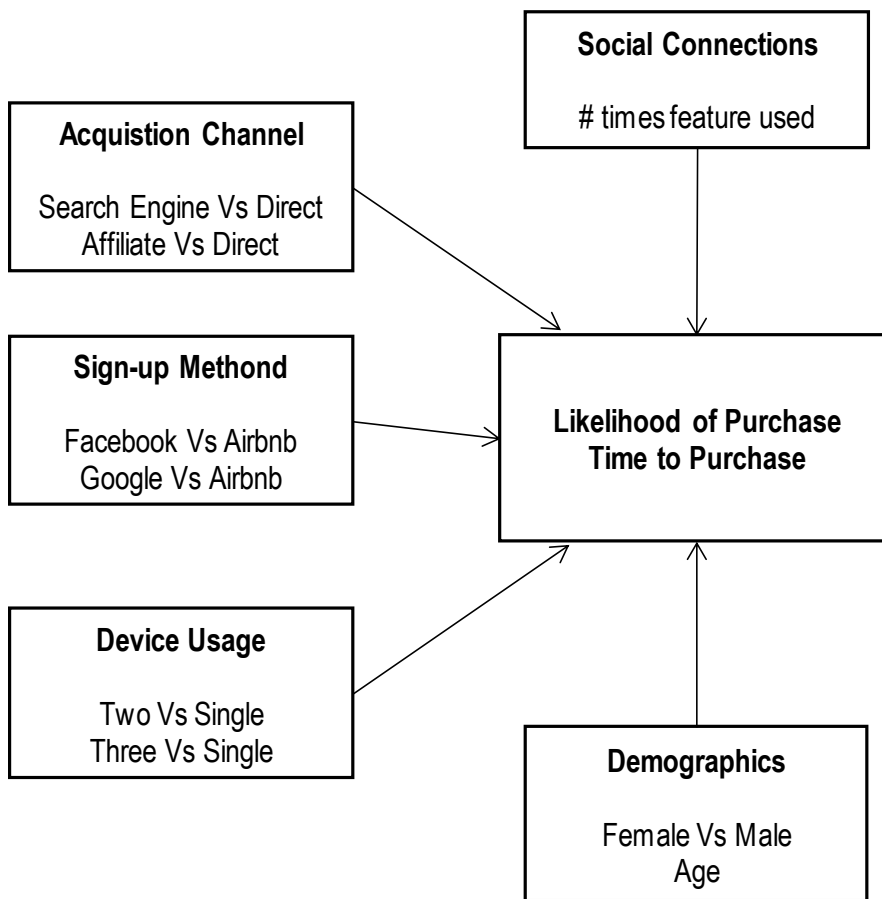 Social Connections
# times feature used
Acquistion Channel
Search Engine Vs Direct
Affiliate Vs Direct
Sign-up Methond
Facebook Vs Airbnb
Google Vs Airbnb
Likelihood of Purchase
Time to Purchase
Device Usage
Two Vs Single
Three Vs Single
Demographics
Female Vs Male
Age